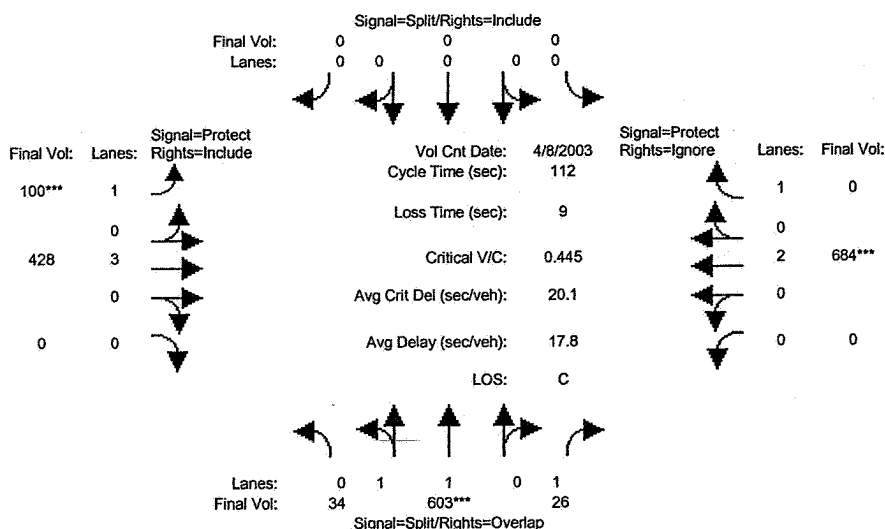 Signal=Split/Rights=Include
Final Vol: 0 0 0
Lanes: 0 0 0 0 0
Signal=Protect
Final Vol: Lanes: Rights=Include
Vol Cnt Date: 4/8/2003
Signal=Protect
Rights=Ignore Lanes: Final Vol:
100*** 1
Cycle Time (sec): 112
1 0
0
Loss Time (sec): 9
0
428 3
Critical V/C: 0.445
2 684***
0
Avg Crit Del (sec/veh): 20.1
0
0 0
Avg Delay (sec/veh): 17.8
0 0
LOS: C
Lanes: 0 1 1 0 1
Final Vol: 34 603*** 26
Signal=Split/Rights=Overlap